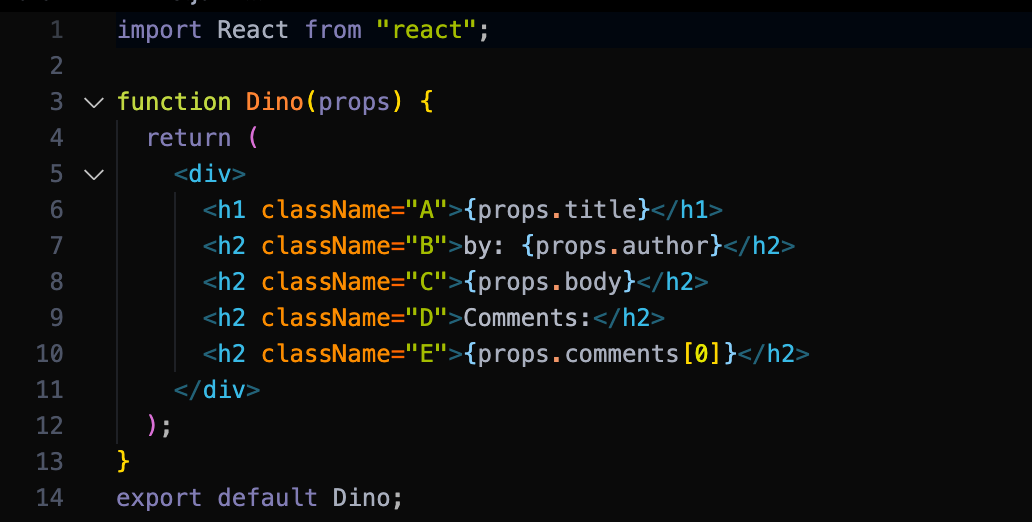 1 import React from "react";
2
3 function Dino(props) {
4 return (
5 <div>
6 <h1 className="A">{props.title}</h1>
7 <h2 className="B">by: {props.author}</h2>
8 <h2 className="C">{props.body}</h2>
9 <h2 className="D">Comments:</h2>
10 <h2 className="E">{props.comments[0]}</h2>
11 </div>
12 );
13 }
14 export default Dino;